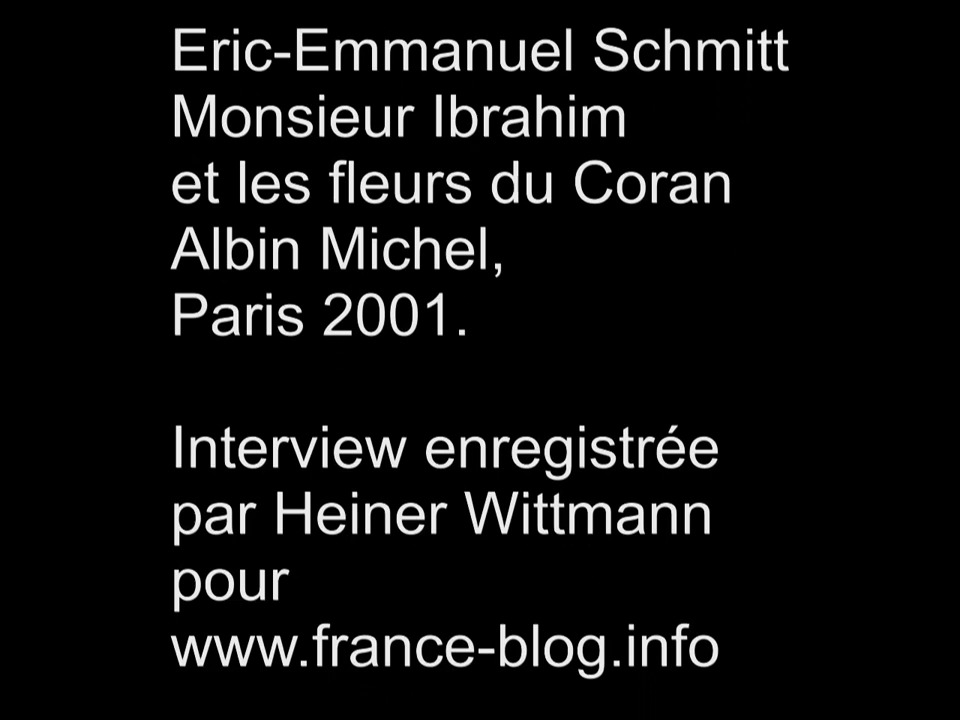 Eric-Emmanuel Schmitt
Monsieur Ibrahim
et les fleurs du Coran
Albin Michel,
Paris 2001.
Interview enregistrée
par Heiner Wittmann
pour
www.france-blog.info